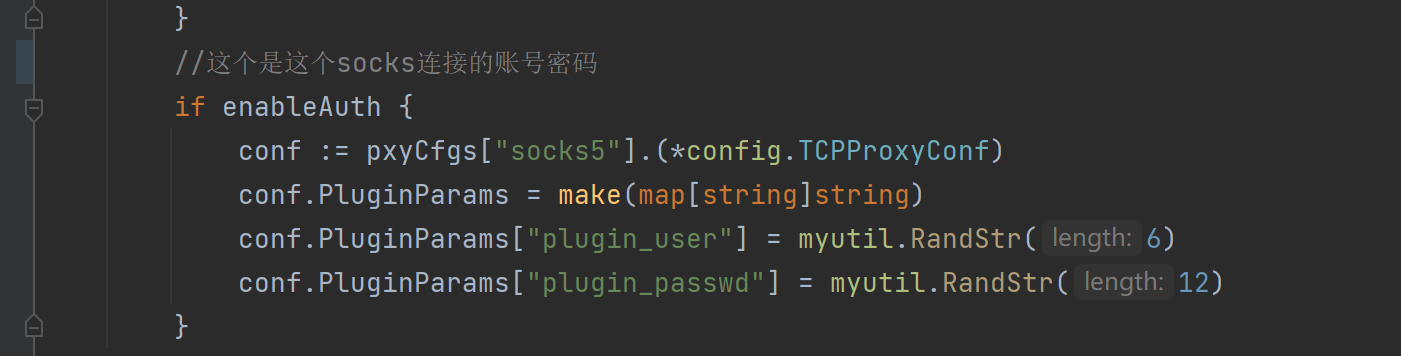 }
//这个是这个socks连接的账号密码
if enableAuth {
conf := pxyCfgs["socks5"].(*config.TCPProxyConf)
conf.PluginParams = make(map[string]string)
conf.PluginParams["plugin_user"] = myutil.RandStr( length: 6)
conf.PluginParams["plugin_passwd"] = myutil.RandStr( length: 12)
}